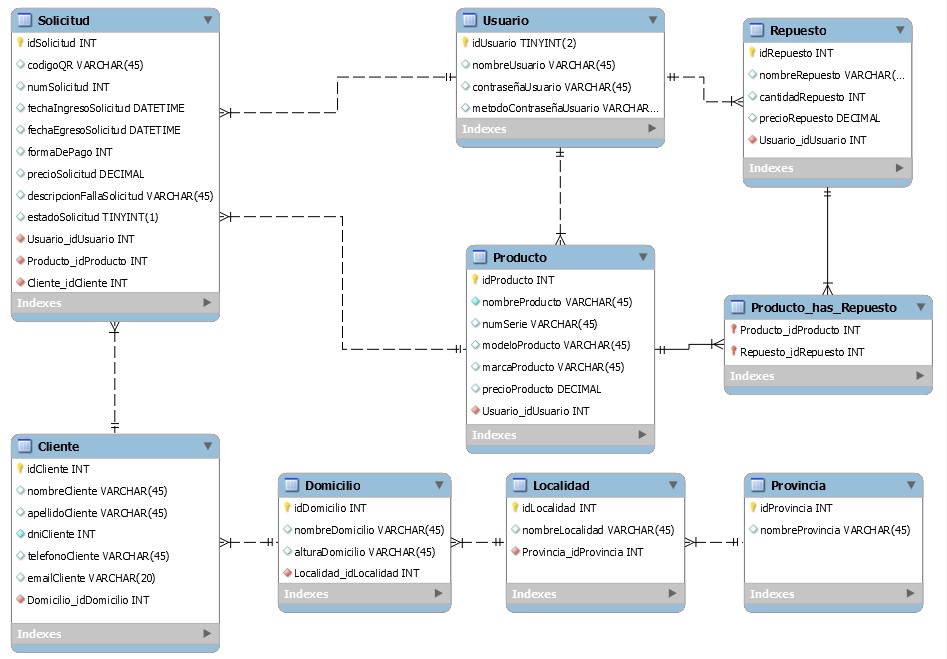 Solicitud
idSolicitud INT
codigoQR VARCHAR(45)
numSolicitud INT
fechaIngresoSolicitud DATETIME
fechaEgresoSolicitud DATETIME
formaDePago INT
precioSolicitud DECIMAL
descripcionFallaSolicitud VARCHAR(45)
estadoSolicitud TINYINT(1)
Usuario_idUsuario INT
Producto_idProducto INT
Cliente_idCliente INT
Indexes
Usuario
idUsuario TINYINT(2)
nombreUsuario VARCHAR(45)
contraseñaUsuario VARCHAR(45)
metodoContraseñaUsuario VARCHAR...
Indexes
Repuesto
idRepuesto INT
nombreRepuesto VARCHAR(...
cantidadRepuesto INT
precioRepuesto DECIMAL
Usuario_idUsuario INT
Indexes
Producto
idProducto INT
nombreProducto VARCHAR(45)
numSerie VARCHAR(45)
modeloProducto VARCHAR(45)
marcaProducto VARCHAR(45)
precioProducto DECIMAL
Usuario_idUsuario INT
Indexes
Producto_has_Repuesto
Producto_idProducto INT
Repuesto_idRepuesto INT
Indexes
Cliente
idCliente INT
nombreCliente VARCHAR(45)
apellidoCliente VARCHAR(45)
dniCliente INT
telefonoCliente VARCHAR(45)
emailCliente VARCHAR(20)
Domicilio_idDomicilio INT
Indexes
Domicilio
idDomicilio INT
nombreDomicilio VARCHAR(45)
alturaDomicilio VARCHAR(45)
Localidad_idLocalidad INT
Indexes
Localidad
idLocalidad INT
nombreLocalidad VARCHAR(45)
Provincia_idProvincia INT
Indexes
Provincia
idProvincia INT
nombreProvincia VARCHAR(45)
Indexes